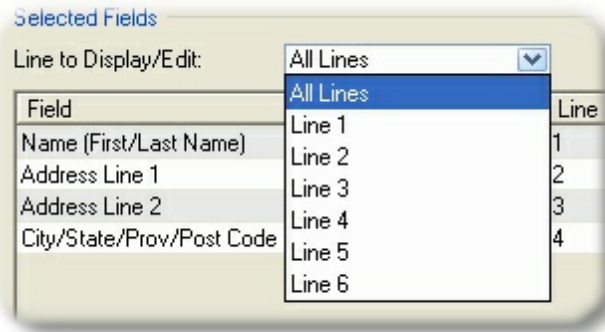 Selected Fields
Line to Display/Edit: All Lines
All Lines
Line 1
Line 2
Line 3
Line 4
Line 5
Line 6
Field Line
Name (First/Last Name) 1
Address Line 1 2
Address Line 2 3
City/State/Prov/Post Code 4